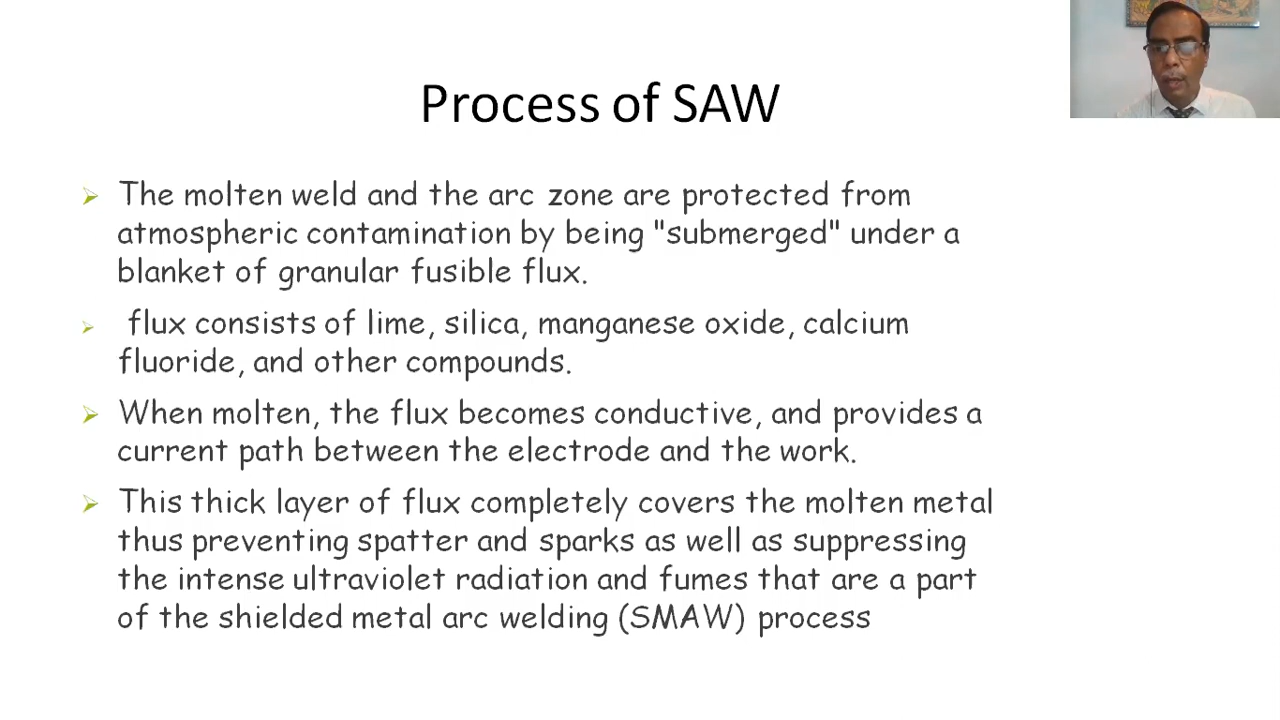 Process of SAW
The molten weld and the arc zone are protected from
atmospheric contamination by being "submerged" under a
blanket of granular fusible flux.
flux consists of lime, silica, manganese oxide, calcium
fluoride, and other compounds.
When molten, the flux becomes conductive, and provides a
current path between the electrode and the work.
This thick layer of flux completely covers the molten metal
thus preventing spatter and sparks as well as suppressing
the intense ultraviolet radiation and fumes that are a part
of the shielded metal arc welding (SMAW) process